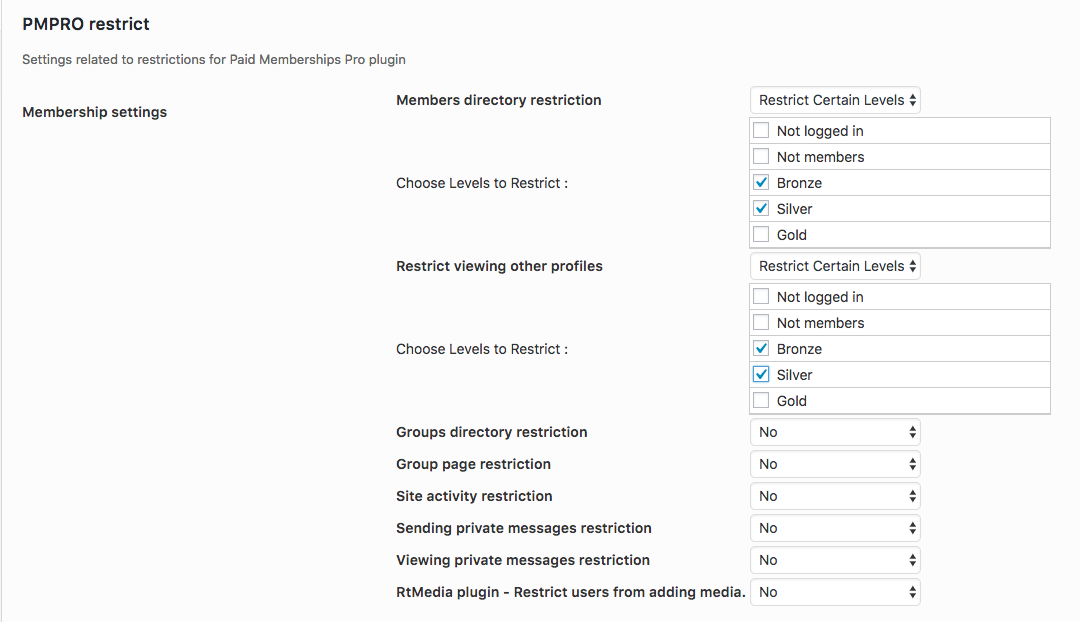 PMPRO restrict
Settings related to restrictions for Paid Memberships Pro plugin
Membership settings
Members directory restriction
Restrict Certain Levels
Choose Levels to Restrict :
Not logged in
Not members
Bronze
Silver
Gold
Restrict viewing other profiles
Restrict Certain Levels
Choose Levels to Restrict :
Not logged in
Not members
Bronze
Silver
Gold
Groups directory restriction
No
Group page restriction
No
Site activity restriction
No
Sending private messages restriction
No
Viewing private messages restriction
No
RtMedia plugin - Restrict users from adding media.
No